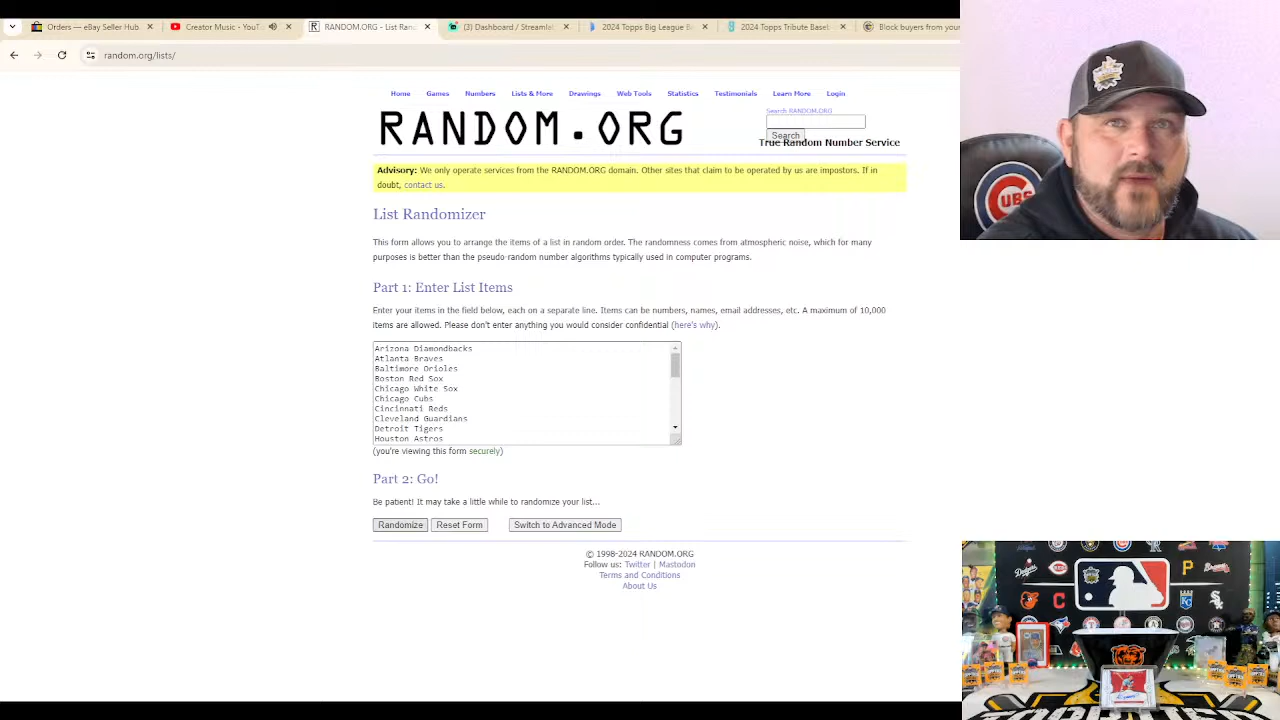 Orders - eBay Seller Hub
Creator Music - YouTube
RANDOM.ORG - List Rand
(3) Dashboard / Streamlabs
2024 Topps Big League B
2024 Topps Tribute Baseb
Block buyers from
random.org/lists/
Home Games Numbers Lists & More Drawings Web Tools Statistics Testimonials Learn More Login
RANDOM.ORG
Search RANDOM.ORG
Search
True Random Number Service
Advisory: We only operate services from the RANDOM.ORG domain. Other sites that claim to be operated by us are impostors. If in
doubt, contact us.
List Randomizer
This form allows you to arrange the items of a list in random order. The randomness comes from atmospheric noise, which for many
purposes is better than the pseudo-random number algorithms typically used in computer programs.
Part 1: Enter List Items
Enter your items in the field below, each on a separate line. Items can be numbers, names, email addresses, etc. A maximum of 10,000
items are allowed. Please don't enter anything you would consider confidential (here's why).
Arizona Diamondbacks
Atlanta Braves
Baltimore Orioles
Boston Red Sox
Chicago White Sox
Chicago Cubs
Cincinnati Reds
Cleveland Guardians
Detroit Tigers
Houston Astros
(you're viewing this form securely)
Part 2: Go!
Be patient! It may take a little while to randomize your list...
Randomize Reset Form Switch to Advanced Mode
© 1998-2024 RANDOM.ORG
Follow us: Twitter | Mastodon
Terms and Conditions
About Us
CUBS